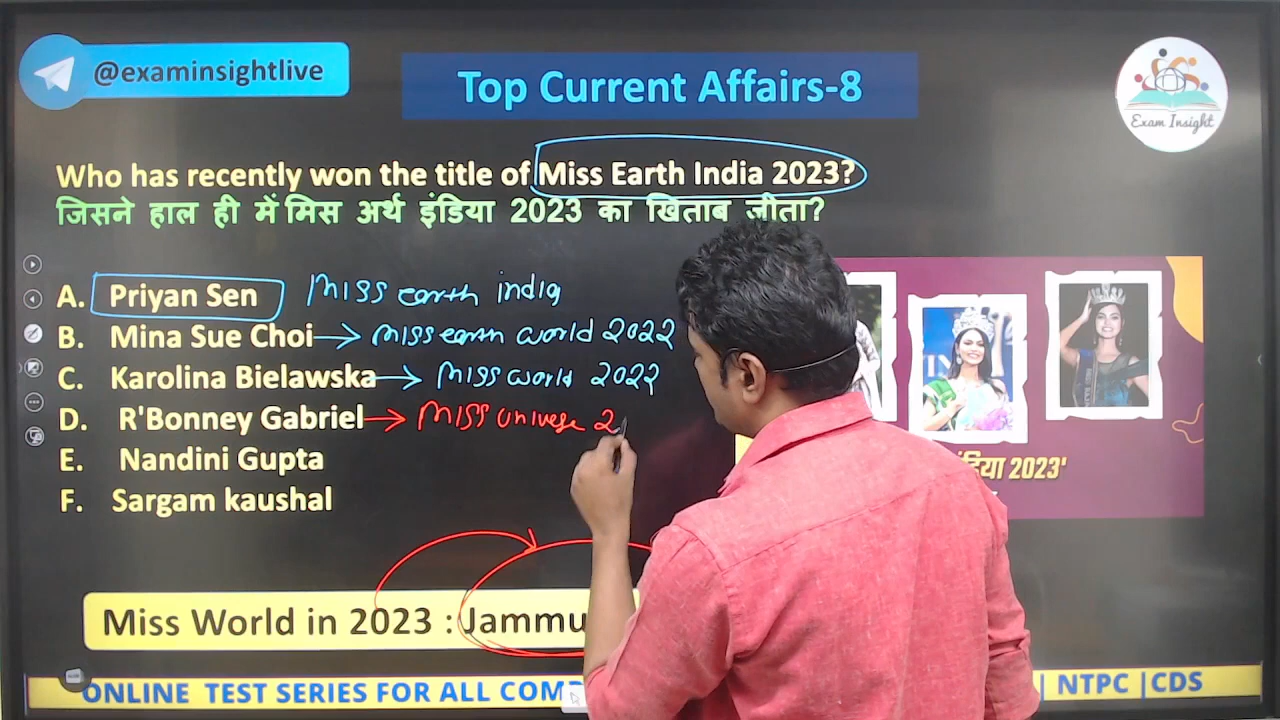 @examinsightlive
Top Current Affairs-8
Exam Insight
Who has recently won the title of Miss Earth India 2023?
जिसने हाल ही में मिस अर्थ इंडिया 2023 का खिताब जीता?
A. Priyan Sen Miss earth india
B. Mina Sue Choi → Miss earth world 2022
C. Karolina Bielawska → Miss world 2022
D. R'Bonney Gabriel → Miss
E. Nandini Gupta
F. Sargam kaushal
2023'
Miss World in 2023 : Jammu
ONLINE TEST SERIES FOR ALL | NTPC |CDS